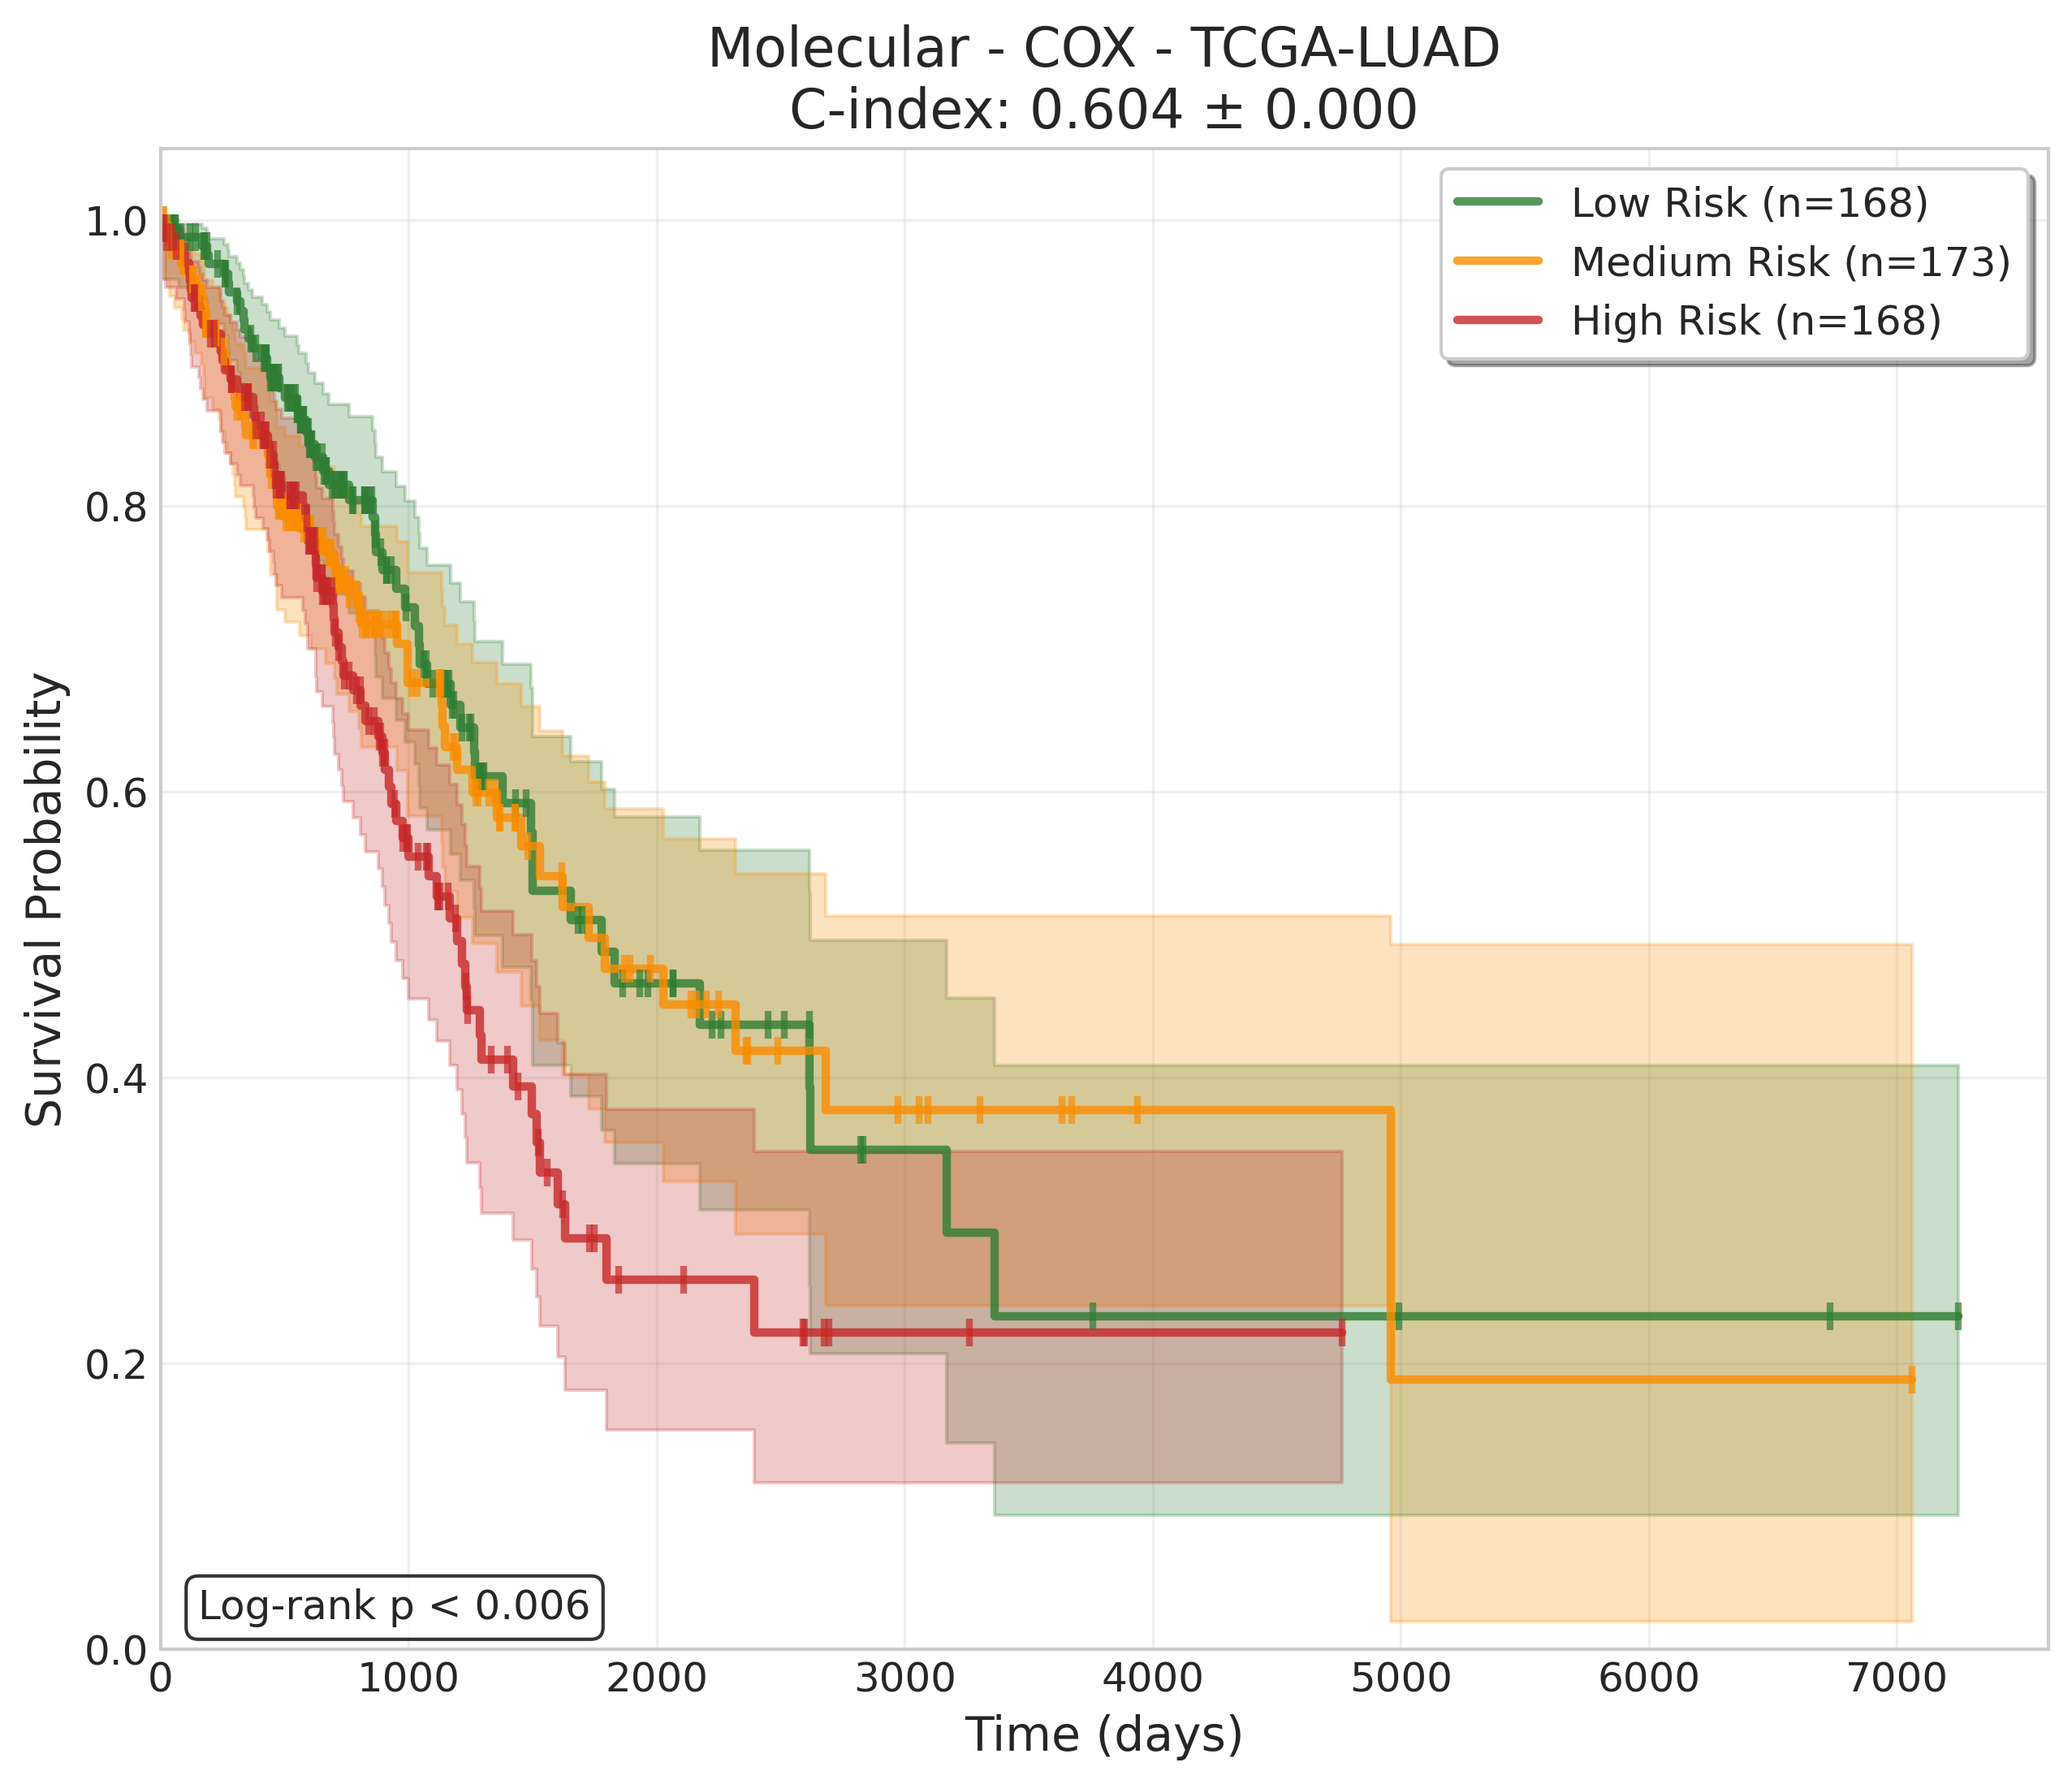 Molecular - COX - TCGA-LUAD
C-index: 0.604 ± 0.000
Low Risk (n=168)
Medium Risk (n=173)
High Risk (n=168)
Survival Probability
1.0
0.8
0.6
0.4
0.2
0.0
Log-rank p < 0.006
0 1000 2000 3000 4000 5000 6000 7000
Time (days)